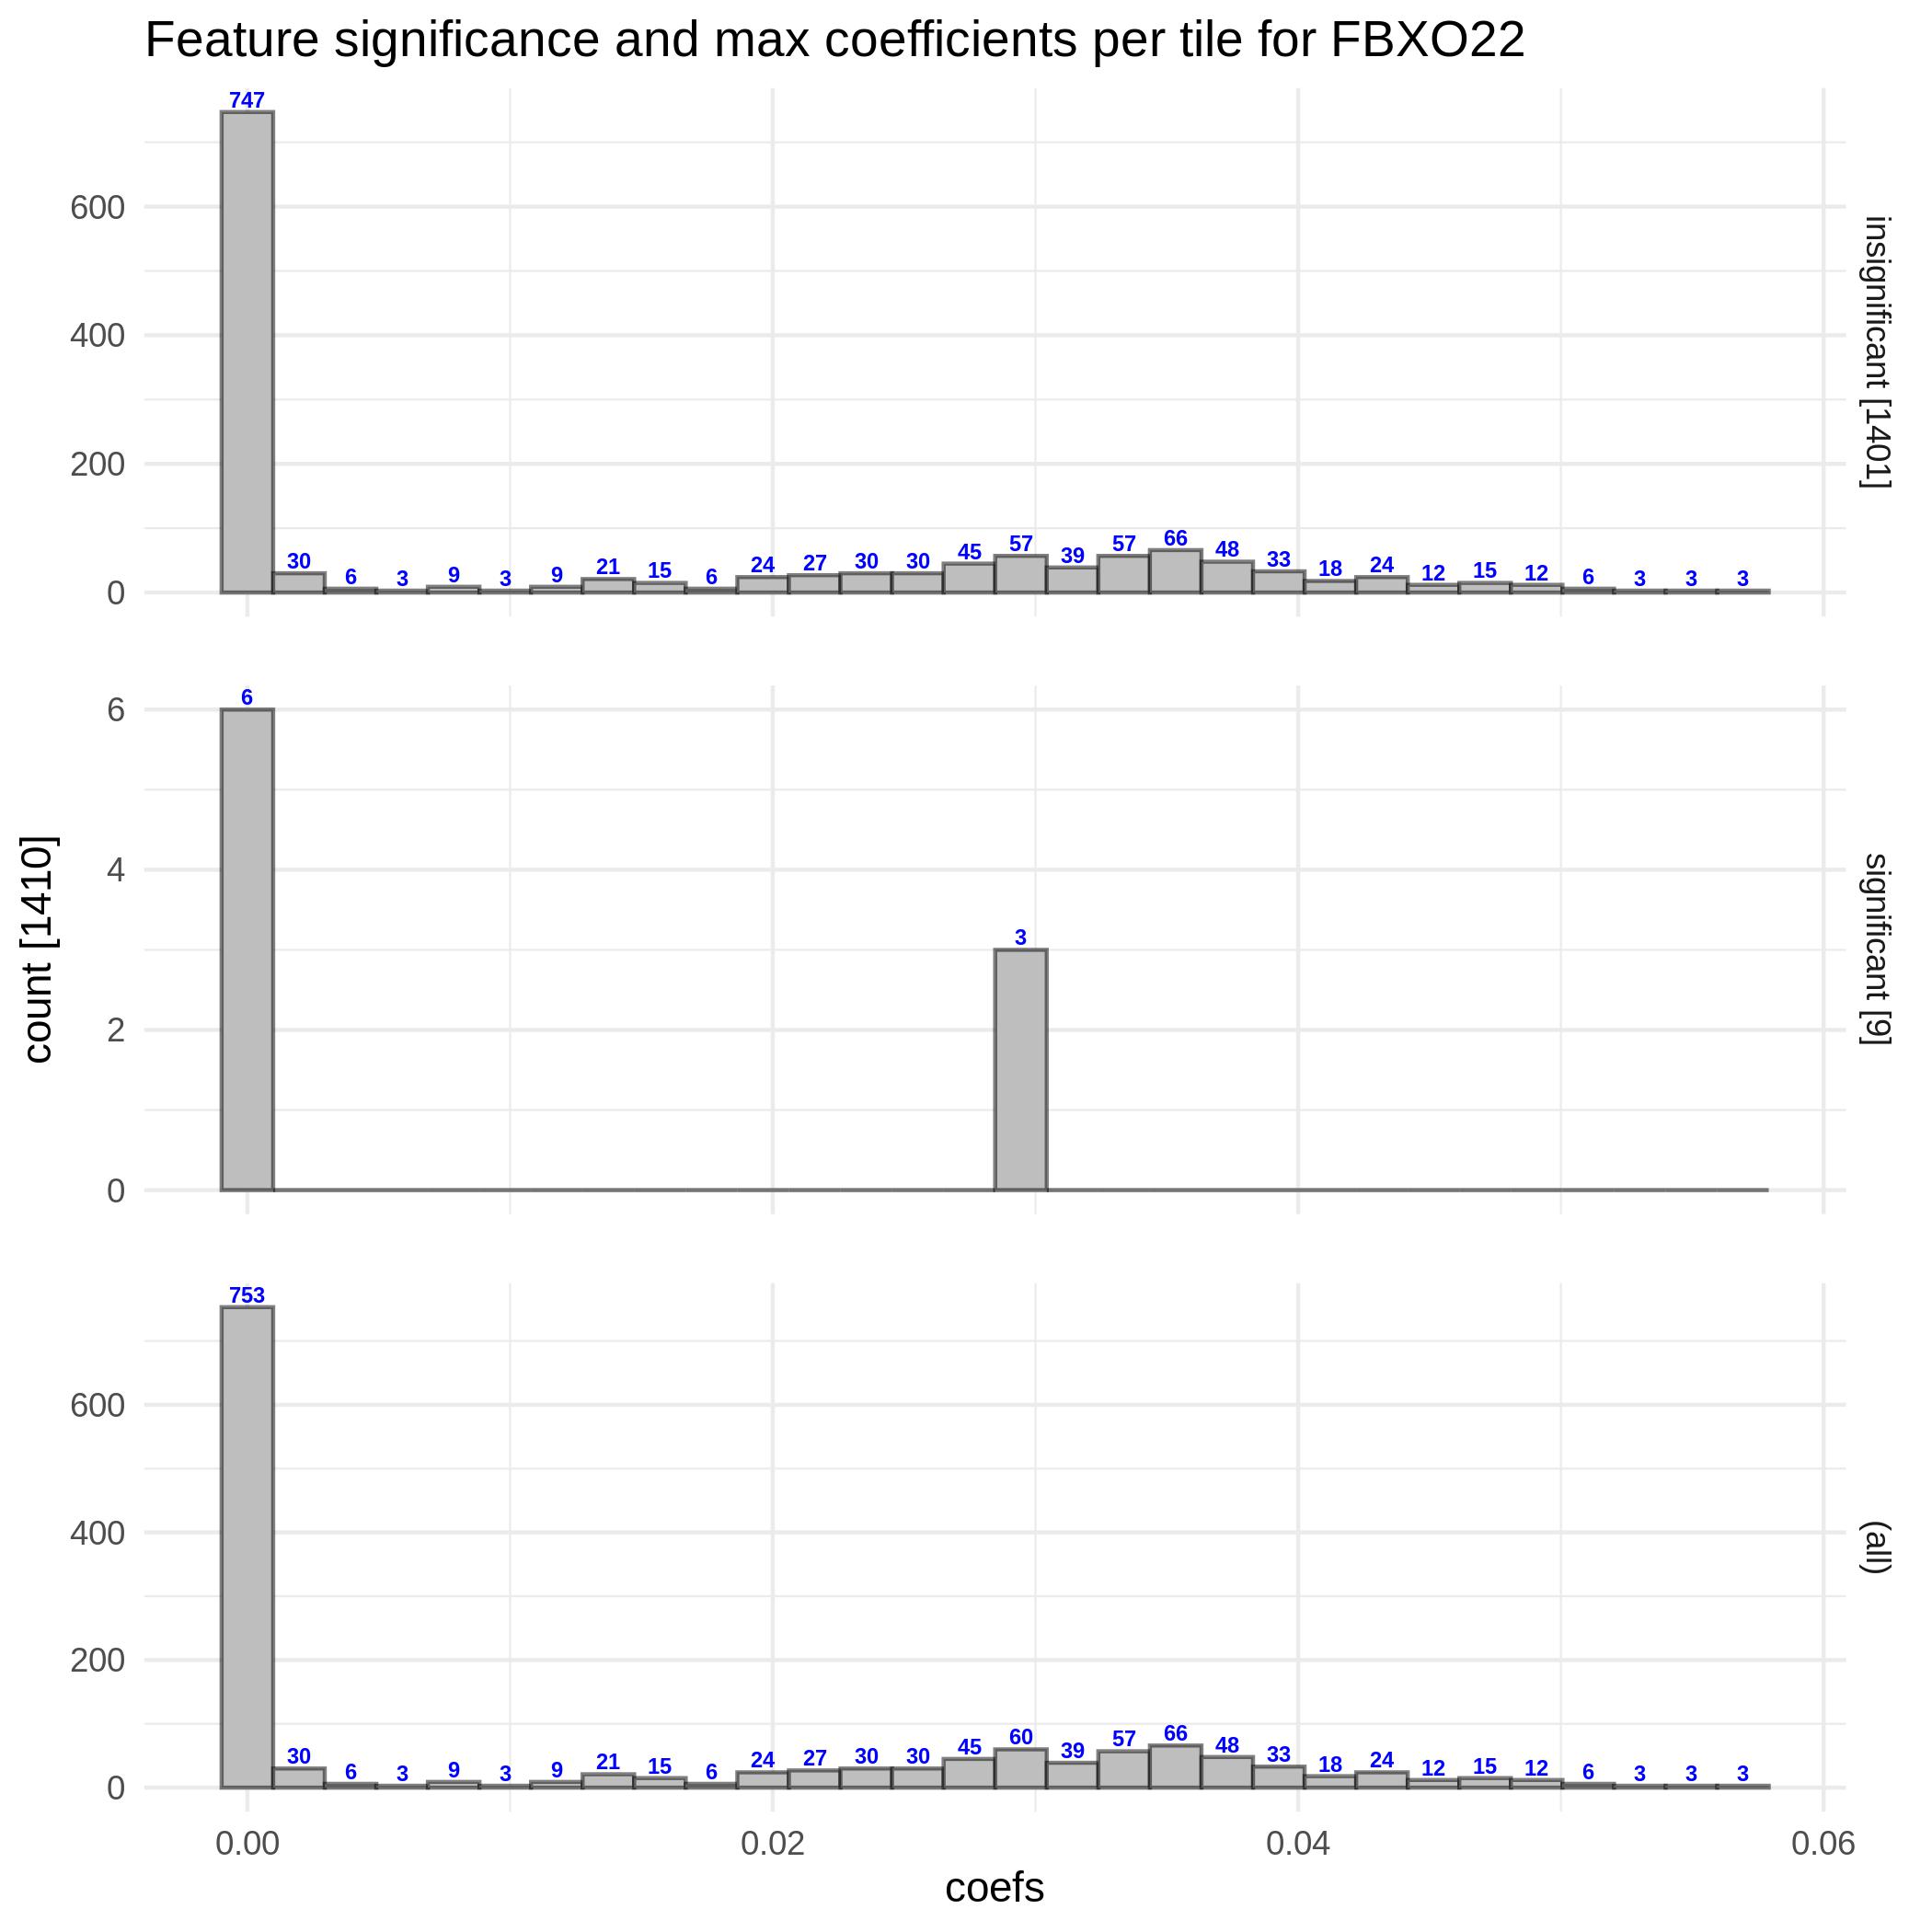 Feature significance and max coefficients per tile for FBXO22
747
600
400
200
0
30 6 3 9 3 9 21 15 6 24 27 30 30 45 57 39 57 66 48 33 18 24 12 15 12 6 3 3 3
insignificant [1401]
6
6
4
2
0
3
significant [9]
count [1410]
753
600
400
200
0
30 6 3 9 3 9 21 15 6 24 27 30 30 45 60 39 57 66 48 33 18 24 12 15 12 6 3 3 3
(all)
0.00 0.02 0.04 0.06
coefs